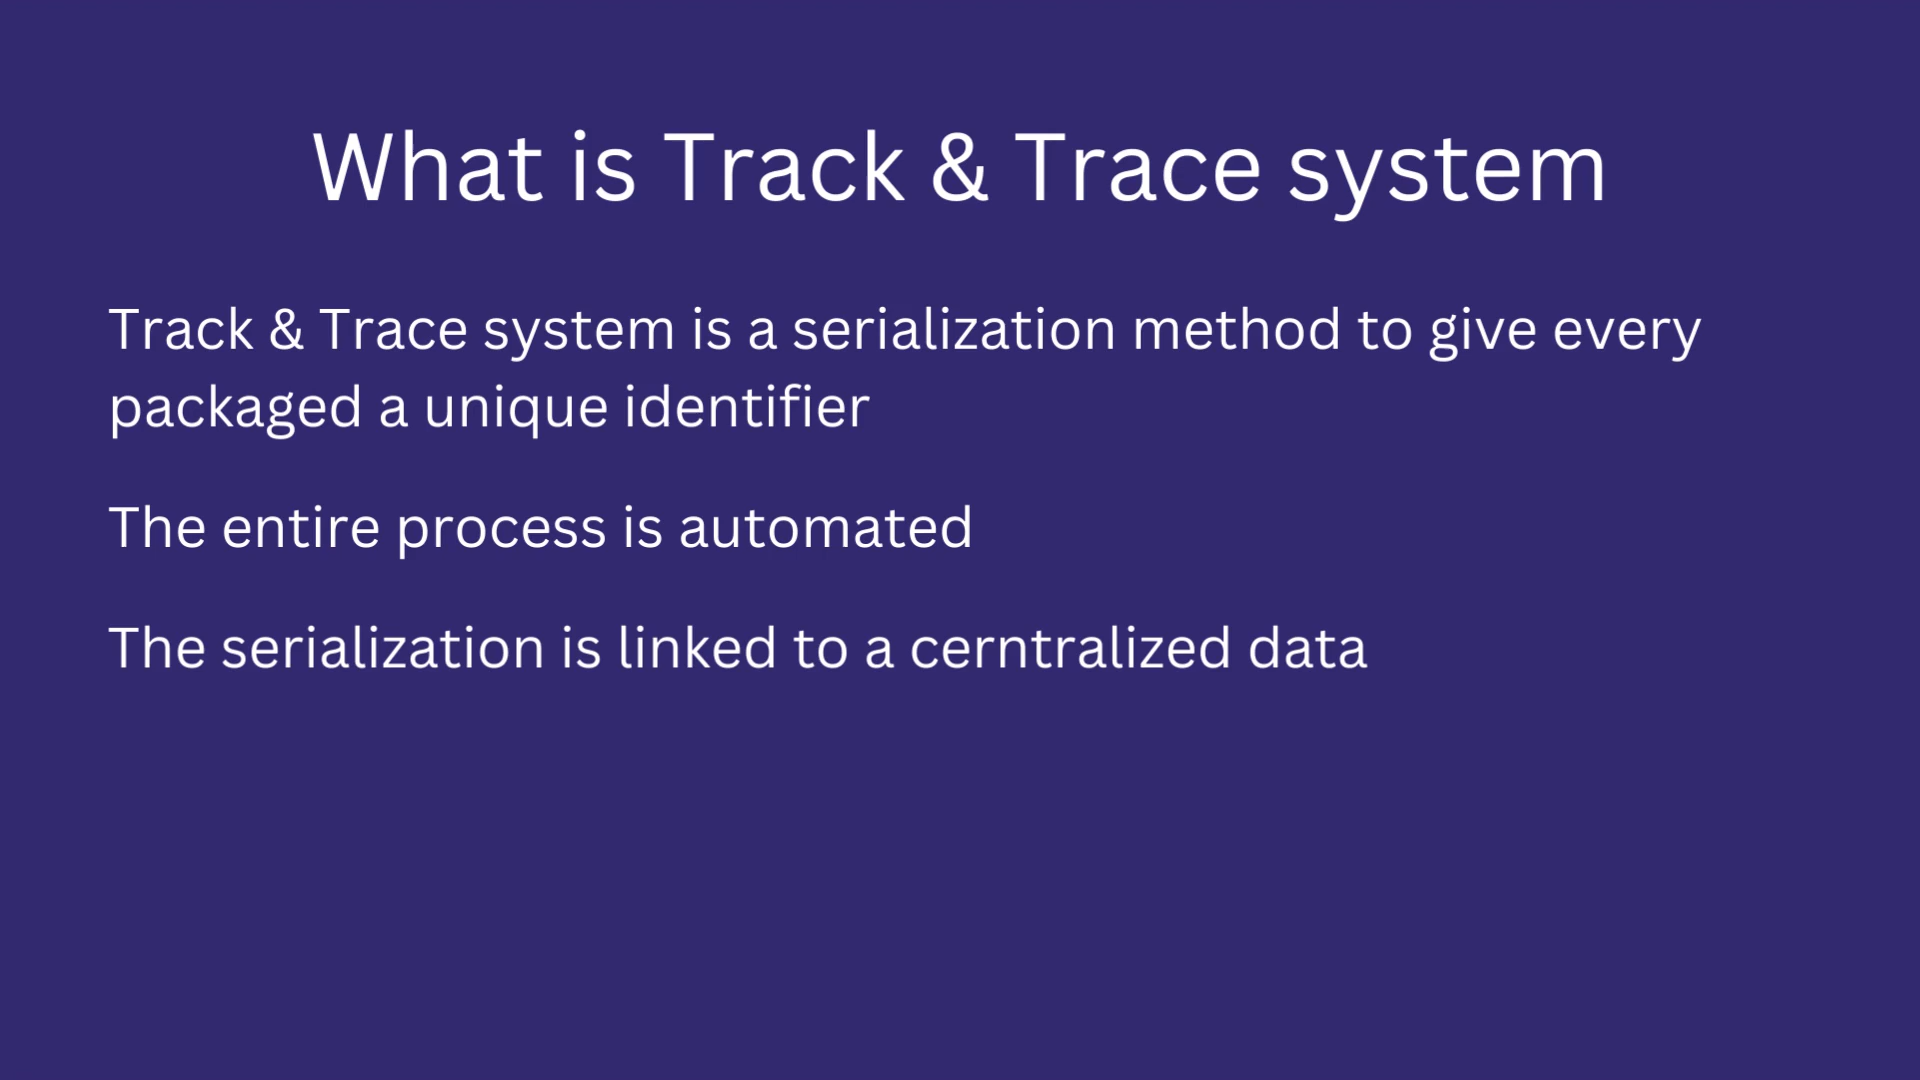 What is Track & Trace system
Track & Trace system is a serialization method to give every
packaged a unique identifier
The entire process is automated
The serialization is linked to a cerntralized data